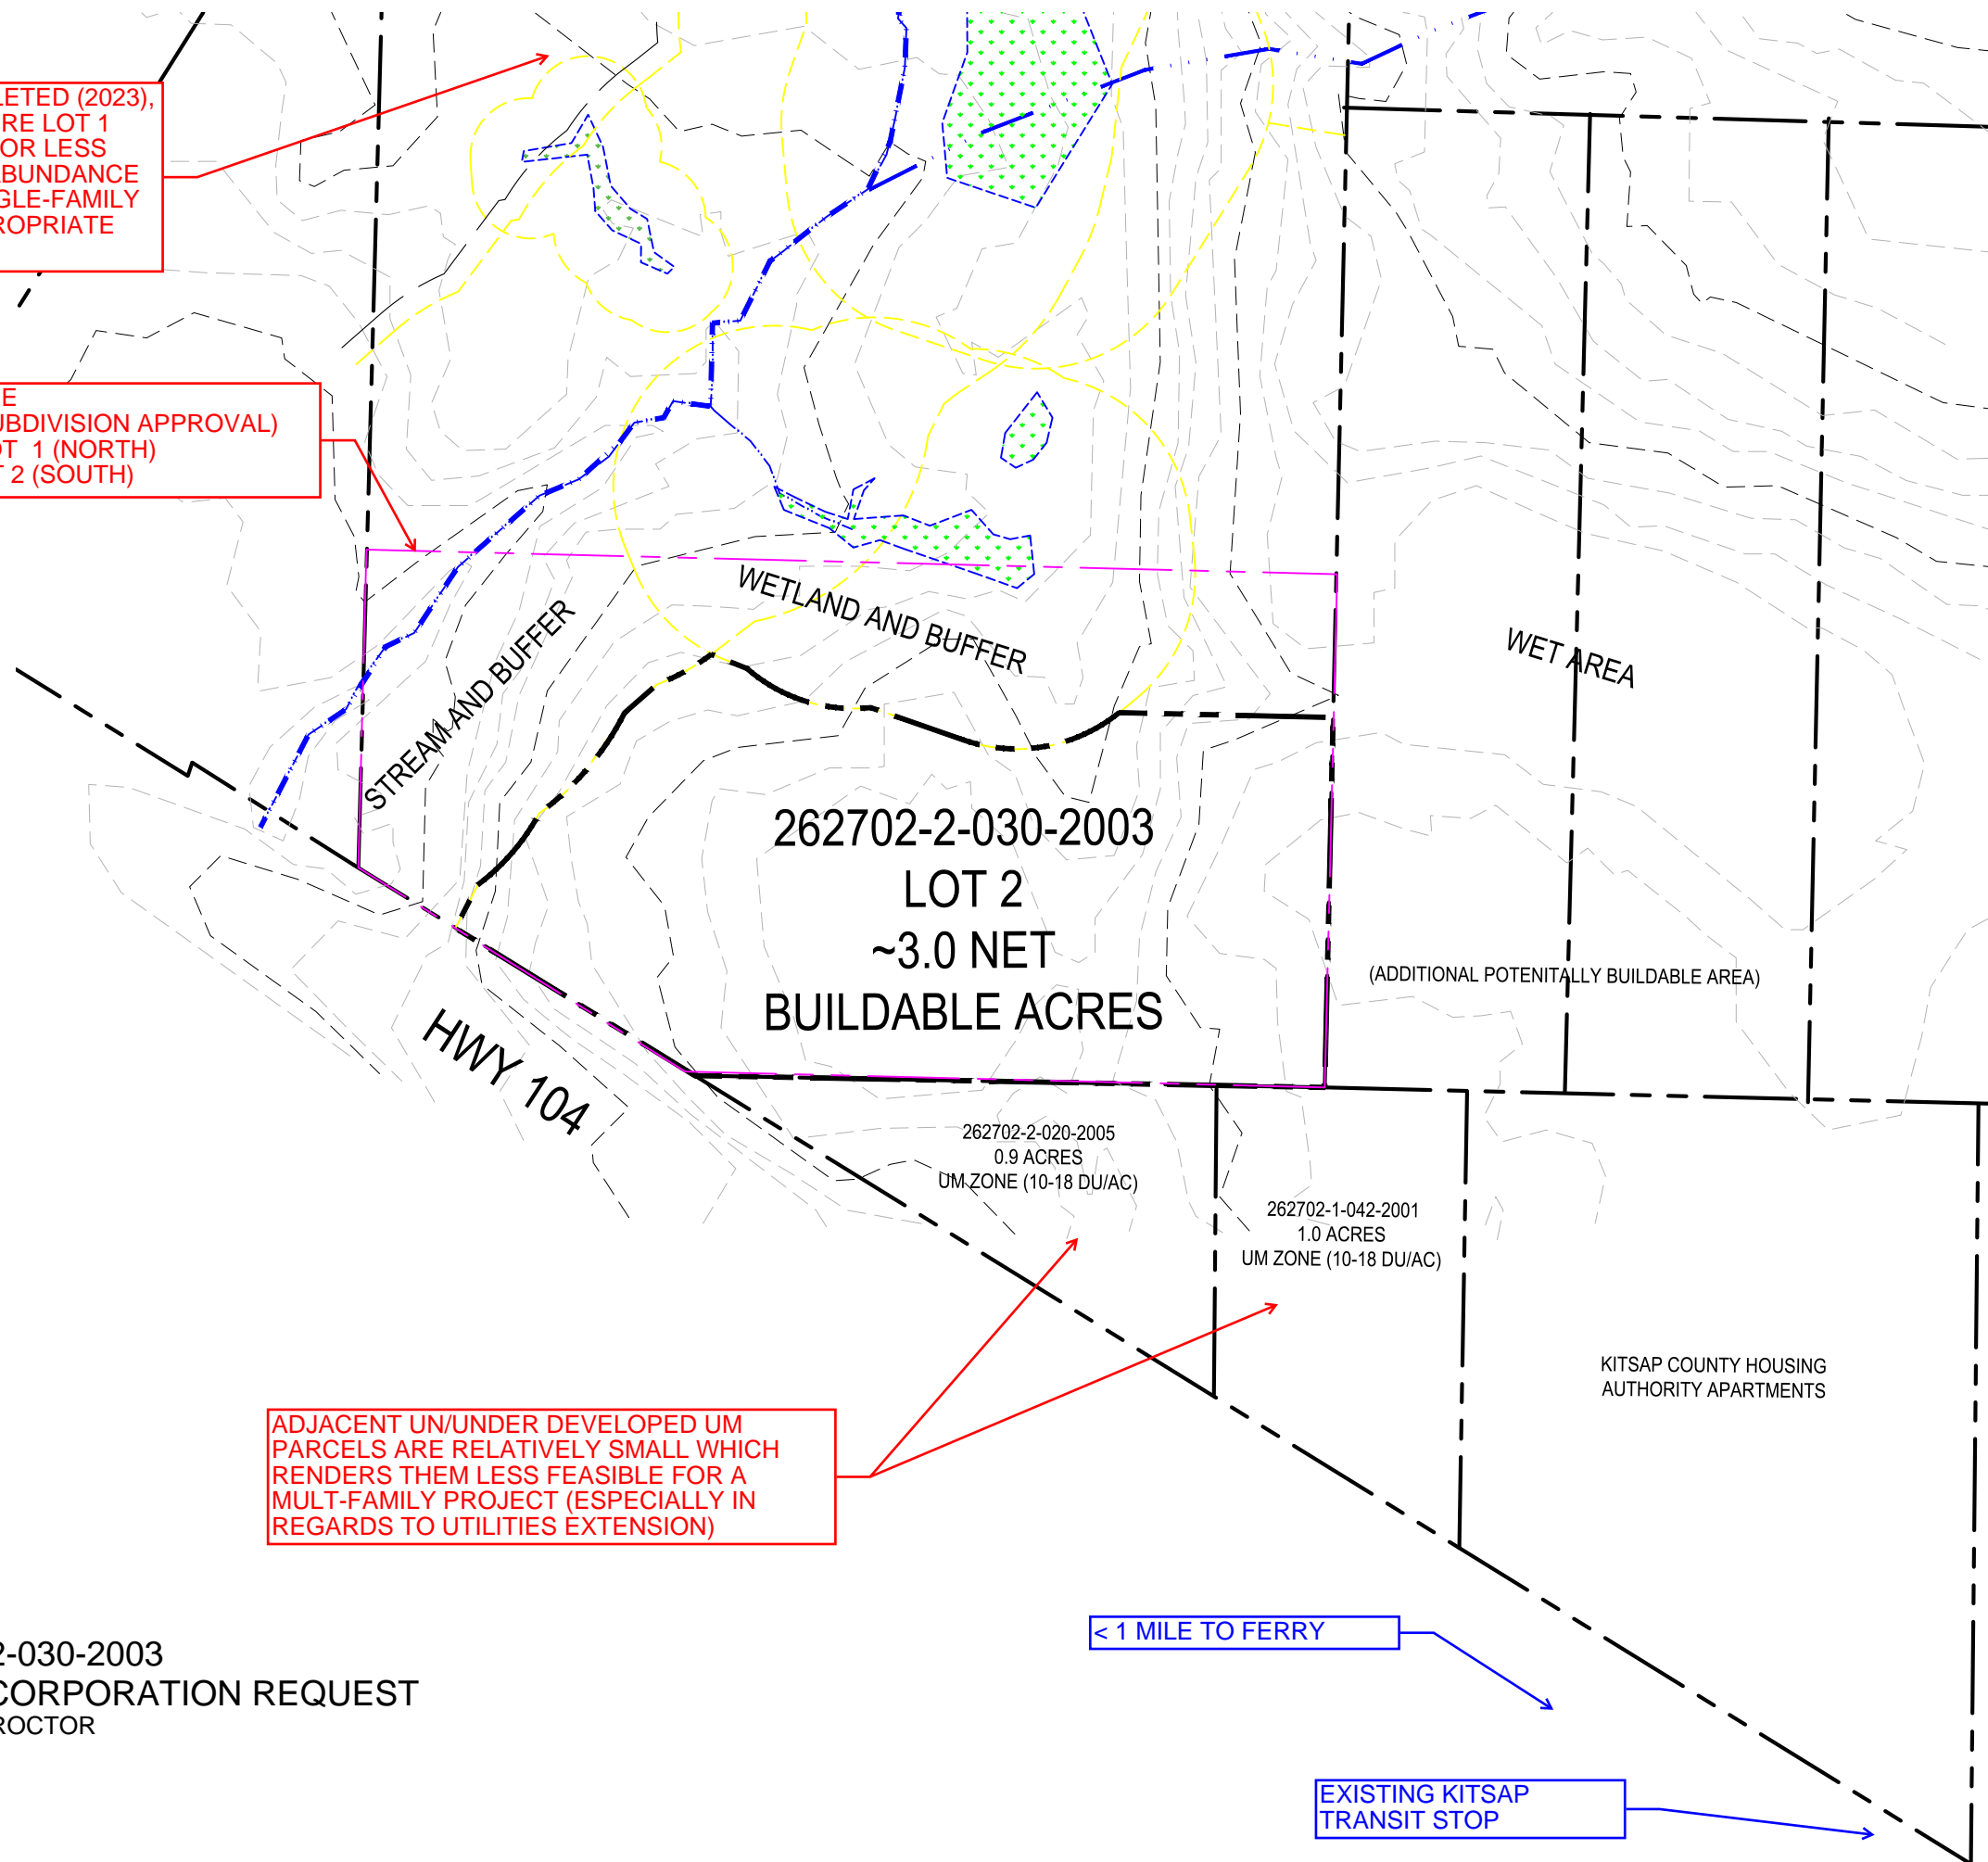 LETED (2023),
RE LOT 1
OR LESS
ABUNDANCE
GLE-FAMILY
ROPRIATE
E
UBDIVISION APPROVAL)
OT 1 (NORTH)
T 2 (SOUTH)
WETLAND AND BUFFER
STREAM AND BUFFER
WET AREA
262702-2-030-2003
LOT 2
~3.0 NET
BUILDABLE ACRES
(ADDITIONAL POTENITALLY BUILDABLE AREA)
HWY 104
262702-2-020-2005
0.9 ACRES
UM ZONE (10-18 DU/AC)
262702-1-042-2001
1.0 ACRES
UM ZONE (10-18 DU/AC)
KITSAP COUNTY HOUSING
AUTHORITY APARTMENTS
ADJACENT UN/UNDER DEVELOPED UM
PARCELS ARE RELATIVELY SMALL WHICH
RENDERS THEM LESS FEASIBLE FOR A
MULT-FAMILY PROJECT (ESPECIALLY IN
REGARDS TO UTILITIES EXTENSION)
< 1 MILE TO FERRY
2-030-2003
CORPORATION REQUEST
ROCTOR
EXISTING KITSAP
TRANSIT STOP